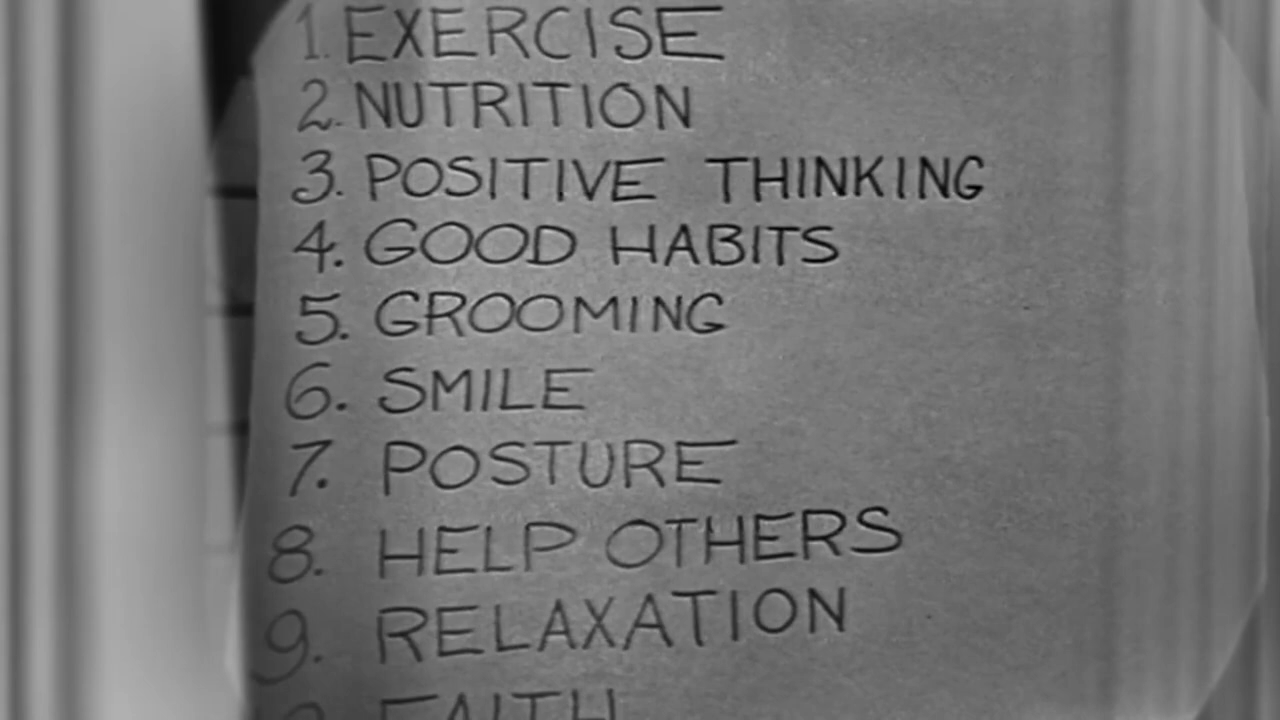 1. EXERCISE
2. NUTRITION
3. POSITIVE THINKING
4. GOOD HABITS
5. GROOMING
6. SMILE
7. POSTURE
8. HELP OTHERS
9. RELAXATION
FAITH